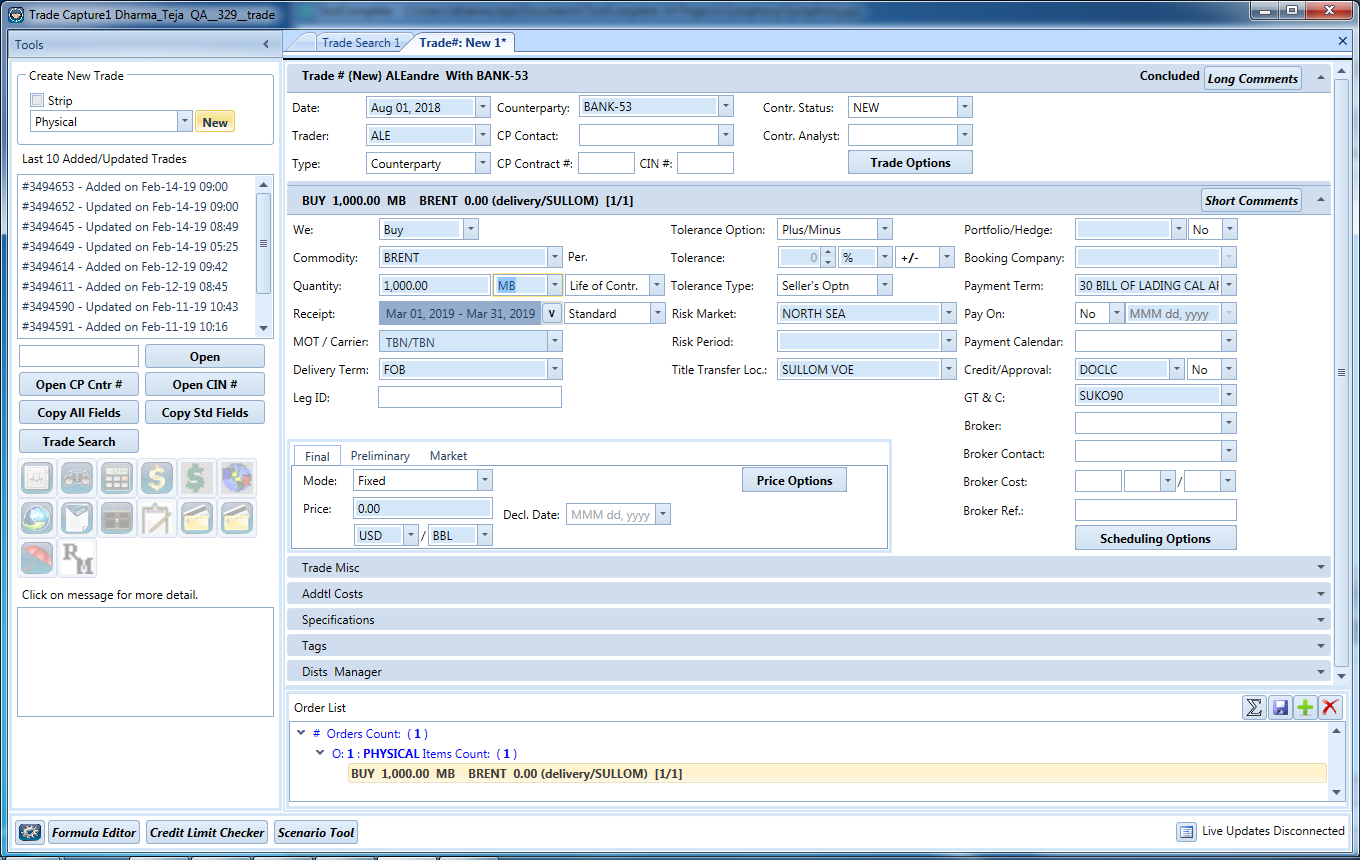 Trade Capture1 Dharma_Teja QA__329__trade
Tools
Create New Trade
Strip
Physical New
Last 10 Added/Updated Trades
#3494653 - Added on Feb-14-19 09:00
#3494652 - Updated on Feb-14-19 09:00
#3494645 - Updated on Feb-14-19 08:49
#3494649 - Updated on Feb-14-19 05:25
#3494614 - Added on Feb-12-19 09:42
#3494611 - Added on Feb-12-19 08:45
#3494590 - Updated on Feb-11-19 10:43
#3494591 - Added on Feb-11-19 10:16
Open
Open CP Cntr # Open CIN #
Copy All Fields Copy Std Fields
Trade Search
RM
Click on message for more detail.
Trade Search 1 Trade#: New 1*
Trade # {New} ALEandre With BANK-53 Concluded Long Comments
Date: Aug 01, 2018 Counterparty: BANK-53 Contr. Status: NEW
Trader: ALE CP Contact: Contr. Analyst:
Type: Counterparty CP Contract #: CIN #: Trade Options
BUY 1,000.00 MB BRENT 0.00 (delivery/SULLOM) [1/1] Short Comments
We: Buy Tolerance Option: Plus/Minus Portfolio/Hedge: No
Commodity: BRENT Per. Tolerance: 0 % +/- Booking Company:
Quantity: 1,000.00 MB Life of Contr. Tolerance Type: Seller's Optn Payment Term: 30 BILL OF LADING CAL AF
Receipt: Mar 01, 2019 - Mar 31, 2019 v Standard Risk Market: NORTH SEA Pay On: No MMM dd, yyyy
MOT / Carrier: TBN/TBN Risk Period: Payment Calendar:
Delivery Term: FOB Title Transfer Loc.: SULLOM VOE Credit/Approval: DOCLC No
Leg ID: GT & C: SUKO90
Broker:
Broker Contact:
Broker Cost: /
Broker Ref.:
Scheduling Options
Final Preliminary Market
Mode: Fixed Price Options
Price: 0.00 Decl. Date: MMM dd, yyyy
USD / BBL
Trade Misc
Addtl Costs
Specifications
Tags
Dists Manager
Order List
# Orders Count: ( 1 )
O: 1 : PHYSICAL Items Count: ( 1 )
BUY 1,000.00 MB BRENT 0.00 (delivery/SULLOM) [1/1]
Formula Editor Credit Limit Checker Scenario Tool Live Updates Disconnected